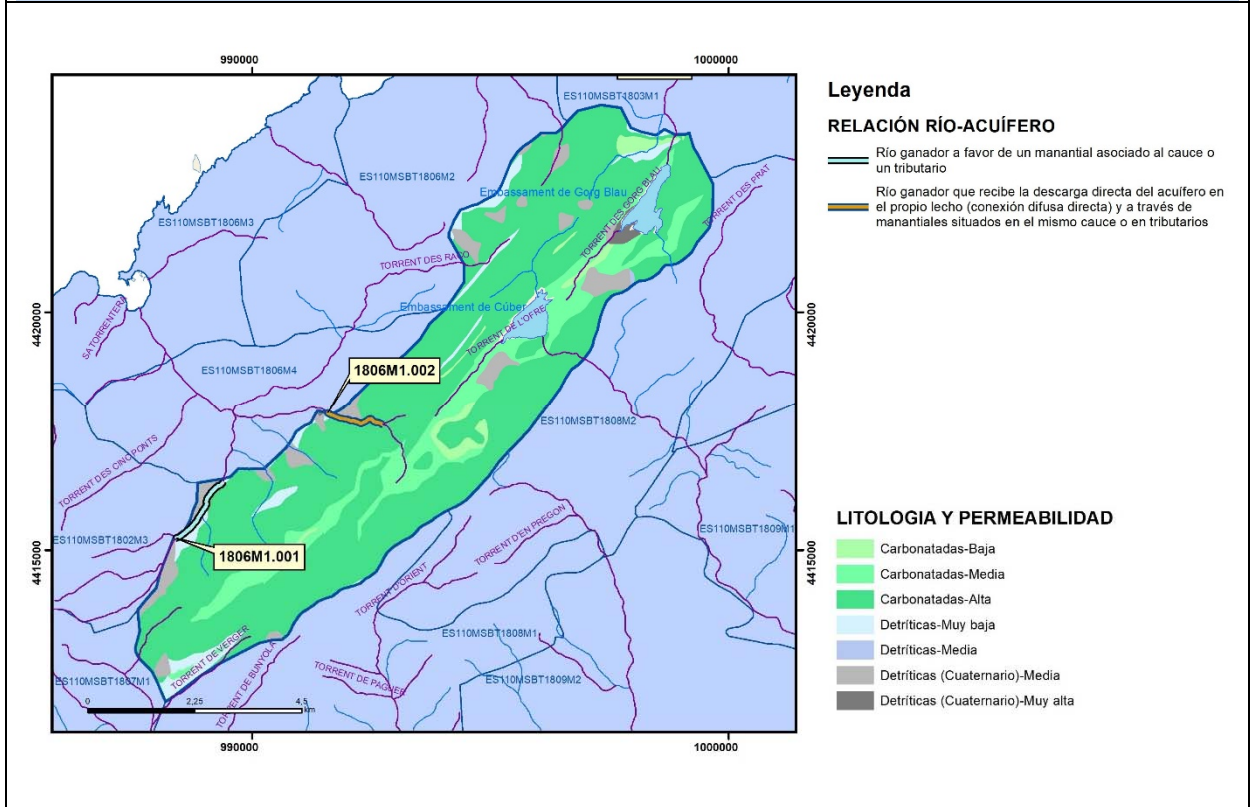 990000
1000000
ES110MSBT1803M1
ES110MSBT1806M2
Embassament de Gorg Blau
TORRENT DES GORG BLAU
TORRENT DES PRAT
ES110MSBT1806M3
TORRENT DES RACO
4420000
4420000
SA TORRENTERA
Embassament de Cúber
TORRENT DE L'OFRE
ES110MSBT1806M4
1806M1.002
ES110MSBT1808M2
TORRENT DES CINC PONTS
ES110MSBT1802M3
1806M1.001
TORRENT D'EN PREGON
ES110MSBT1809M1
4415000
4415000
TORRENT D'ORIENT
ES110MSBT1808M1
TORRENT DE VERGER
TORRENT DE BUNYOLA
TORRENT DE PAGUER
ES110MSBT1809M2
ES110MSBT1807M1
0
2,25
4,5
km
990000
1000000
Leyenda
RELACIÓN RÍO-ACUÍFERO
Río ganador a favor de un manantial asociado al cauce o
un tributario
Río ganador que recibe la descarga directa del acuífero en
el propio lecho (conexión difusa directa) y a través de
manantiales situados en el mismo cauce o en tributarios
LITOLOGIA Y PERMEABILIDAD
Carbonatadas-Baja
Carbonatadas-Media
Carbonatadas-Alta
Detríticas-Muy baja
Detríticas-Media
Detríticas (Cuaternario)-Media
Detríticas (Cuaternario)-Muy alta